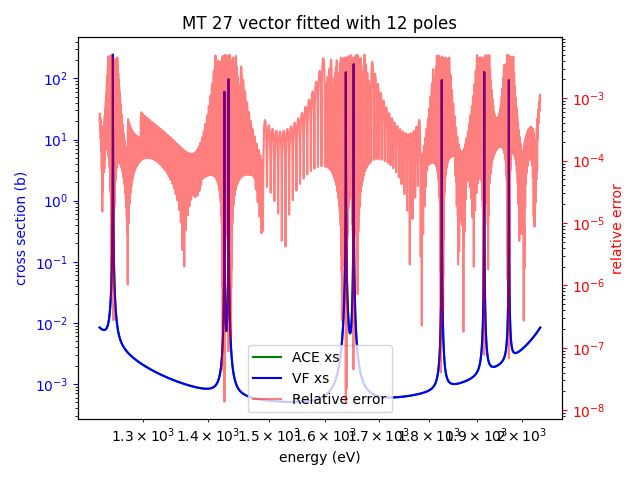 MT 27 vector fitted with 12 poles
10²
10¹
10⁰
10⁻¹
10⁻²
10⁻³
cross section (b)
10⁻³
10⁻⁴
10⁻⁵
10⁻⁶
10⁻⁷
10⁻⁸
relative error
ACE xs
VF xs
Relative error
1.3 × 10³ 1.4 × 10³ 1.5 × 10³ 1.6 × 10³ 1.7 × 10³ 1.8 × 10³ 1.9 × 10³ 2 × 10³
energy (eV)